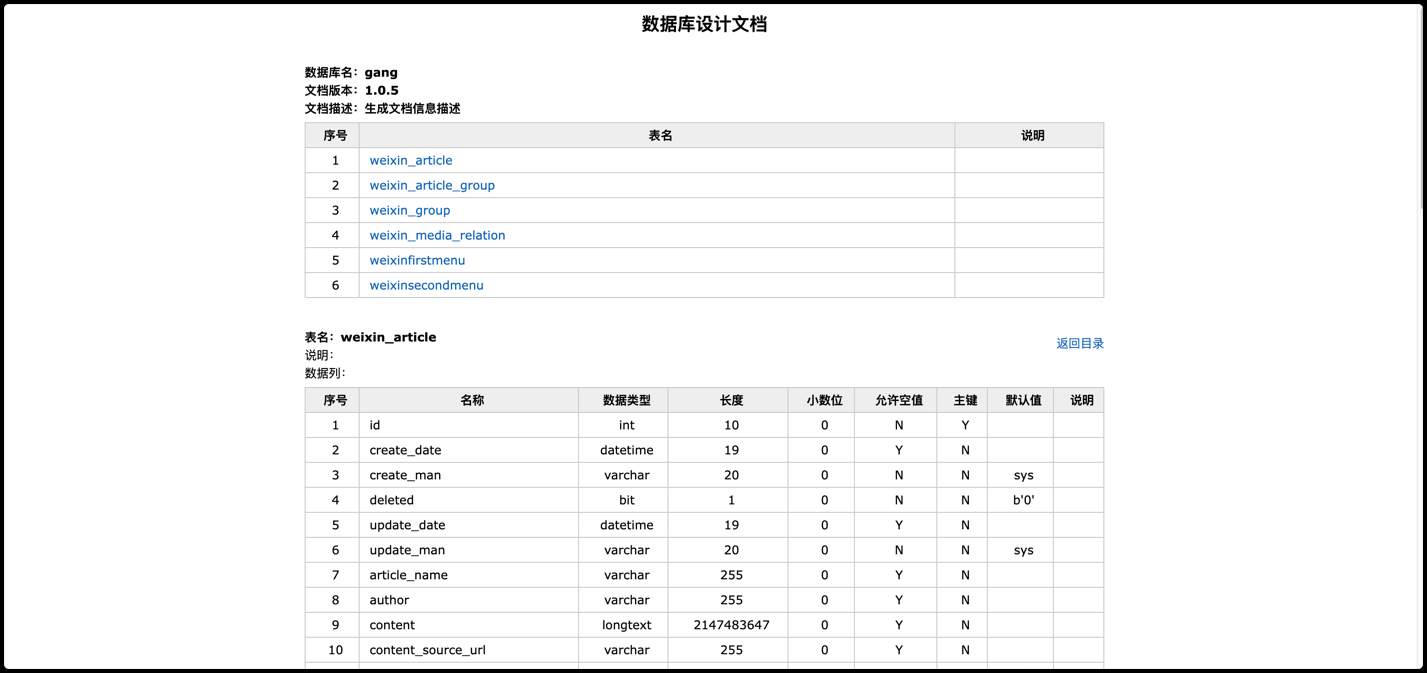 数据库设计文档
数据库名：gang
文档版本：1.0.5
文档描述：生成文档信息描述
序号 表名 说明
1 weixin_article
2 weixin_article_group
3 weixin_group
4 weixin_media_relation
5 weixinfirstmenu
6 weixinsecondmenu
表名：weixin_article
返回目录
说明：
数据列：
序号 名称 数据类型 长度 小数位 允许空值 主键 默认值 说明
1 id int 10 0 N Y
2 create_date datetime 19 0 Y N
3 create_man varchar 20 0 N N sys
4 deleted bit 1 0 N N b'0'
5 update_date datetime 19 0 Y N
6 update_man varchar 20 0 N N sys
7 article_name varchar 255 0 Y N
8 author varchar 255 0 Y N
9 content longtext 2147483647 0 Y N
10 content_source_url varchar 255 0 Y N